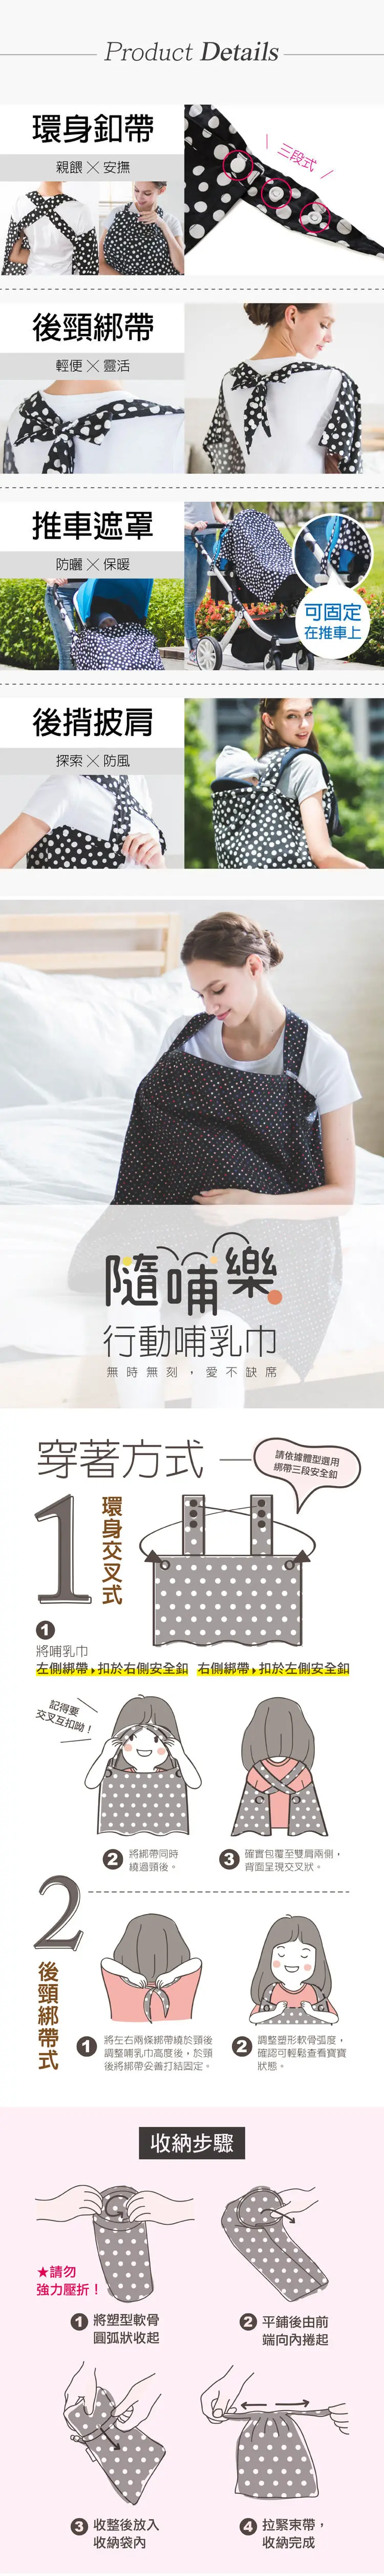 Product Details
環身釦帶
親餵╳安撫
三段式
後頸綁帶
輕便╳靈活
推車遮罩
防曬╳保暖
可固定
在推車上
後揹披肩
探索╳防風
隨哺樂
行動哺乳巾
無時無刻，愛不缺席
穿著方式
請依據體型選用
綁帶三段安全釦
1
環身交叉式
1
將哺乳巾
左側綁帶▸扣於右側安全釦 右側綁帶▸扣於左側安全釦
記得要
交叉互扣呦！
2 將綁帶同時
繞過頸後。
3 確實包覆至雙肩兩側，
背面呈現交叉狀。
2
後頸綁帶式
1 將左右兩條綁帶繞於頸後
調整哺乳巾高度後，於頸
後將綁帶妥善打結固定。
2 調整塑形軟骨弧度，
確認可輕鬆查看寶寶
狀態。
收納步驟
★請勿
強力壓折！
1 將塑型軟骨
圓弧狀收起
2 平鋪後由前
端向內捲起
3 收整後放入
收納袋內
4 拉緊束帶，
收納完成